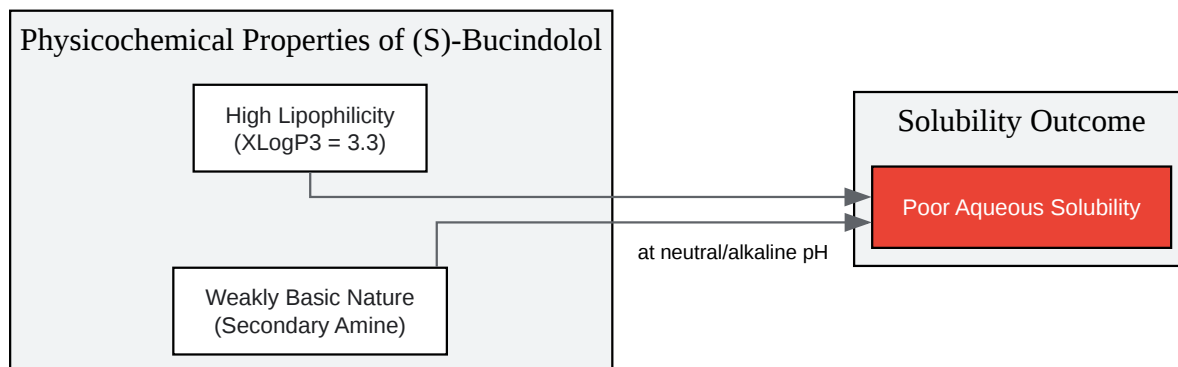 Physicochemical Properties of (S)-Bucindolol
High Lipophilicity
(XLogP3 = 3.3)
Weakly Basic Nature
(Secondary Amine)
at neutral/alkaline pH
Solubility Outcome
Poor Aqueous Solubility